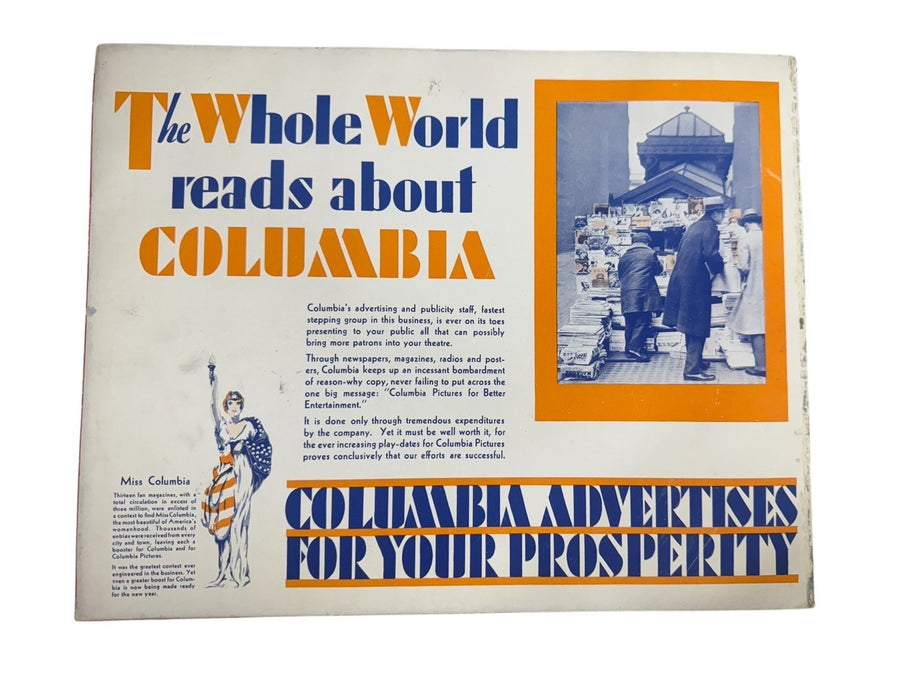 The Whole World
reads about
COLUMBIA
Columbia's advertising and publicity staff, fastest
stepping group in this business, is ever on its toes
presenting to your public all that can possibly
bring more patrons into your theatre.
Through newspapers, magazines, radios and post-
ers, Columbia keeps up an incessant bombardment
of reason-why copy, never failing to put across the
one big message: "Columbia Pictures for Better
Entertainment."
It is done only through tremendous expenditures
by the company. Yet it must be well worth it, for
the ever increasing play-dates for Columbia Pictures
proves conclusively that our efforts are successful.
Miss Columbia
Thirteen fan magazines, with a
total circulation in excess of
three million, were enlisted in
a contest to find Miss Columbia,
the most beautiful of America's
womanhood. Thousands of
entries were received from every
city and town, leaving each a
booster for Columbia and for
Columbia Pictures.
It was the greatest contest ever
engineered in the business. Yet
even a greater boost for Colum-
bia is now being made ready
for the new year.
COLUMBIA ADVERTISES
FOR YOUR PROSPERITY